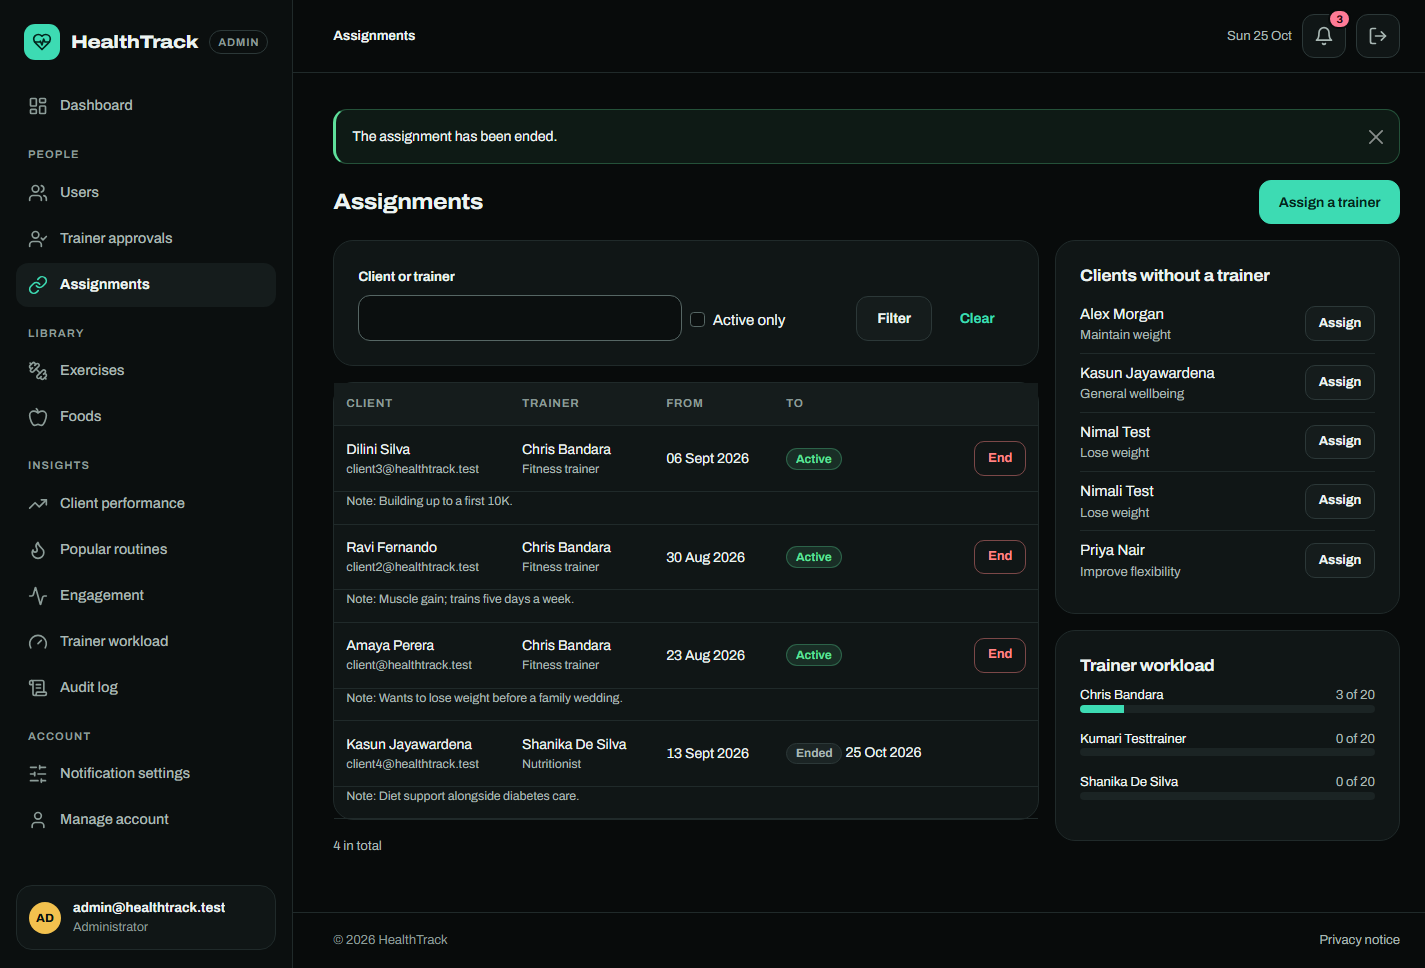 HealthTrack ADMIN
Dashboard
PEOPLE
Users
Trainer approvals
Assignments
LIBRARY
Exercises
Foods
INSIGHTS
Client performance
Popular routines
Engagement
Trainer workload
Audit log
ACCOUNT
Notification settings
Manage account
AD
admin@healthtrack.test
Administrator
Assignments
Sun 25 Oct
3
The assignment has been ended.
Assignments
Assign a trainer
Client or trainer
Active only
Filter
Clear
CLIENT TRAINER FROM TO
Dilini Silva Chris Bandara 06 Sept 2026 Active End
client3@healthtrack.test Fitness trainer
Note: Building up to a first 10K.
Ravi Fernando Chris Bandara 30 Aug 2026 Active End
client2@healthtrack.test Fitness trainer
Note: Muscle gain; trains five days a week.
Amaya Perera Chris Bandara 23 Aug 2026 Active End
client@healthtrack.test Fitness trainer
Note: Wants to lose weight before a family wedding.
Kasun Jayawardena Shanika De Silva 13 Sept 2026 Ended 25 Oct 2026
client4@healthtrack.test Nutritionist
Note: Diet support alongside diabetes care.
4 in total
Clients without a trainer
Alex Morgan Assign
Maintain weight
Kasun Jayawardena Assign
General wellbeing
Nimal Test Assign
Lose weight
Nimali Test Assign
Lose weight
Priya Nair Assign
Improve flexibility
Trainer workload
Chris Bandara 3 of 20
Kumari Testtrainer 0 of 20
Shanika De Silva 0 of 20
© 2026 HealthTrack
Privacy notice